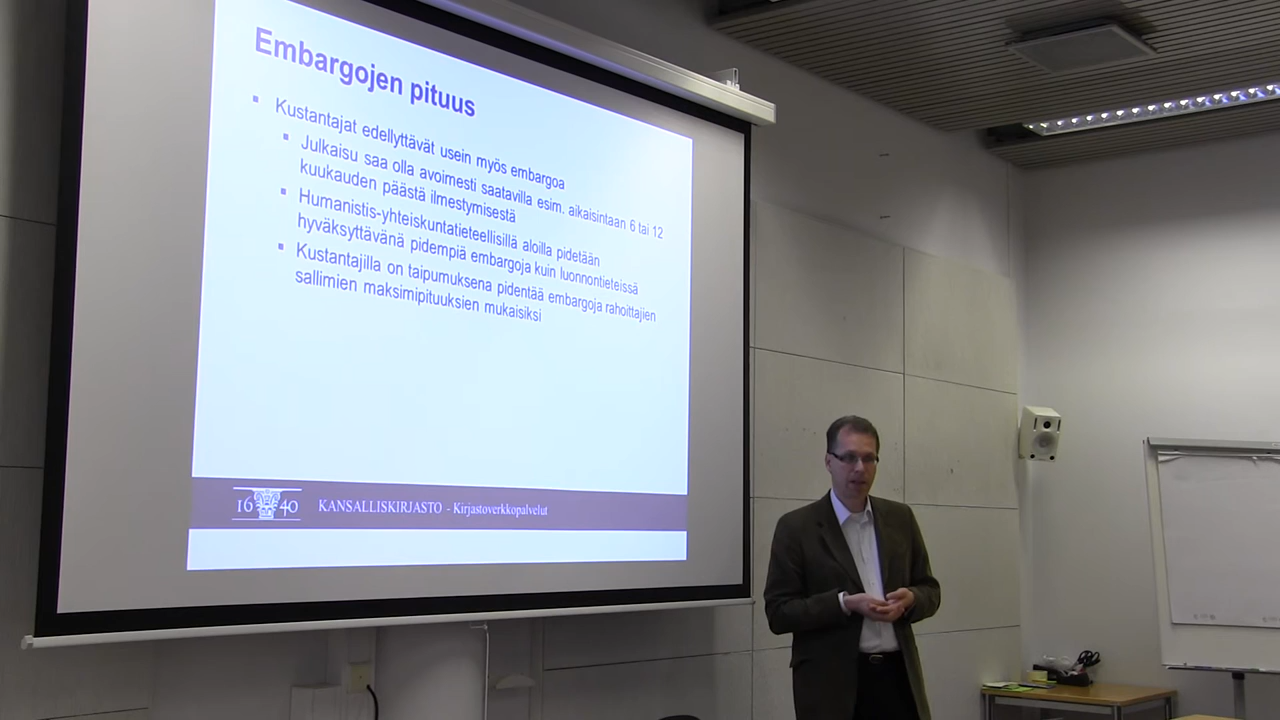 Embargojen pituus
Kustantajat edellyttävät usein myös embargoa
Julkaisu saa olla avoimesti saatavilla esim. aikaisintaan 6 tai 12
kuukauden päästä ilmestymisestä
Humanistis-yhteiskuntatieteellisillä aloilla pidetään
hyväksyttävänä pidempiä embargoja kuin luonnontieteissä
Kustantajilla on taipumuksena pidentää embargoja rahoittajien
sallimien maksimipituuksien mukaisiksi
1640 KANSALLISKIRJASTO - Kirjastoverkkopalvelut